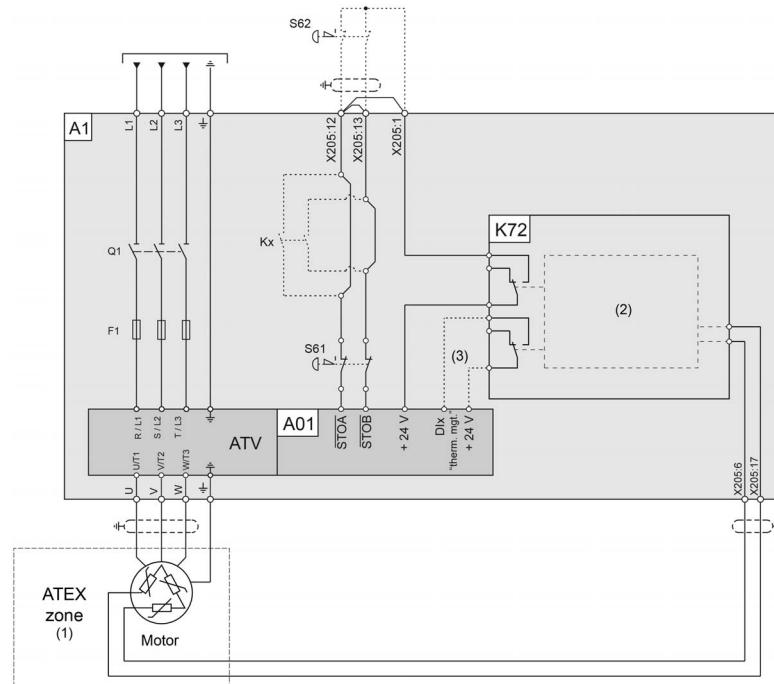 S62
A1
L1
L2
L3
X205:12
X205:13
X205:1
K72
Kx
Q1
(2)
F1
S61
(3)
R / L1
S / L2
T / L3
ATV
A01
STOA
STOB
+ 24 V
DIx
"therm. mgt."
+ 24 V
U/T1
V/T2
W/T3
U
V
W
X205:6
X205:17
ATEX
zone
(1)
Motor